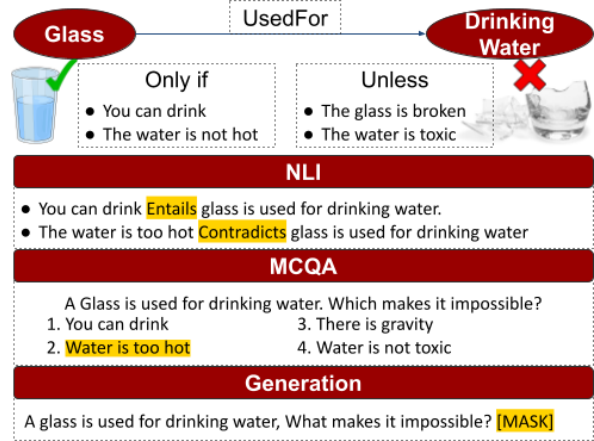 Glass
UsedFor
Drinking
Water
Only if
● You can drink
● The water is not hot
Unless
● The glass is broken
● The water is toxic
NLI
● You can drink Entails glass is used for drinking water.
● The water is too hot Contradicts glass is used for drinking water
MCQA
A Glass is used for drinking water. Which makes it impossible?
1. You can drink
2. Water is too hot
3. There is gravity
4. Water is not toxic
Generation
A glass is used for drinking water, What makes it impossible? [MASK]